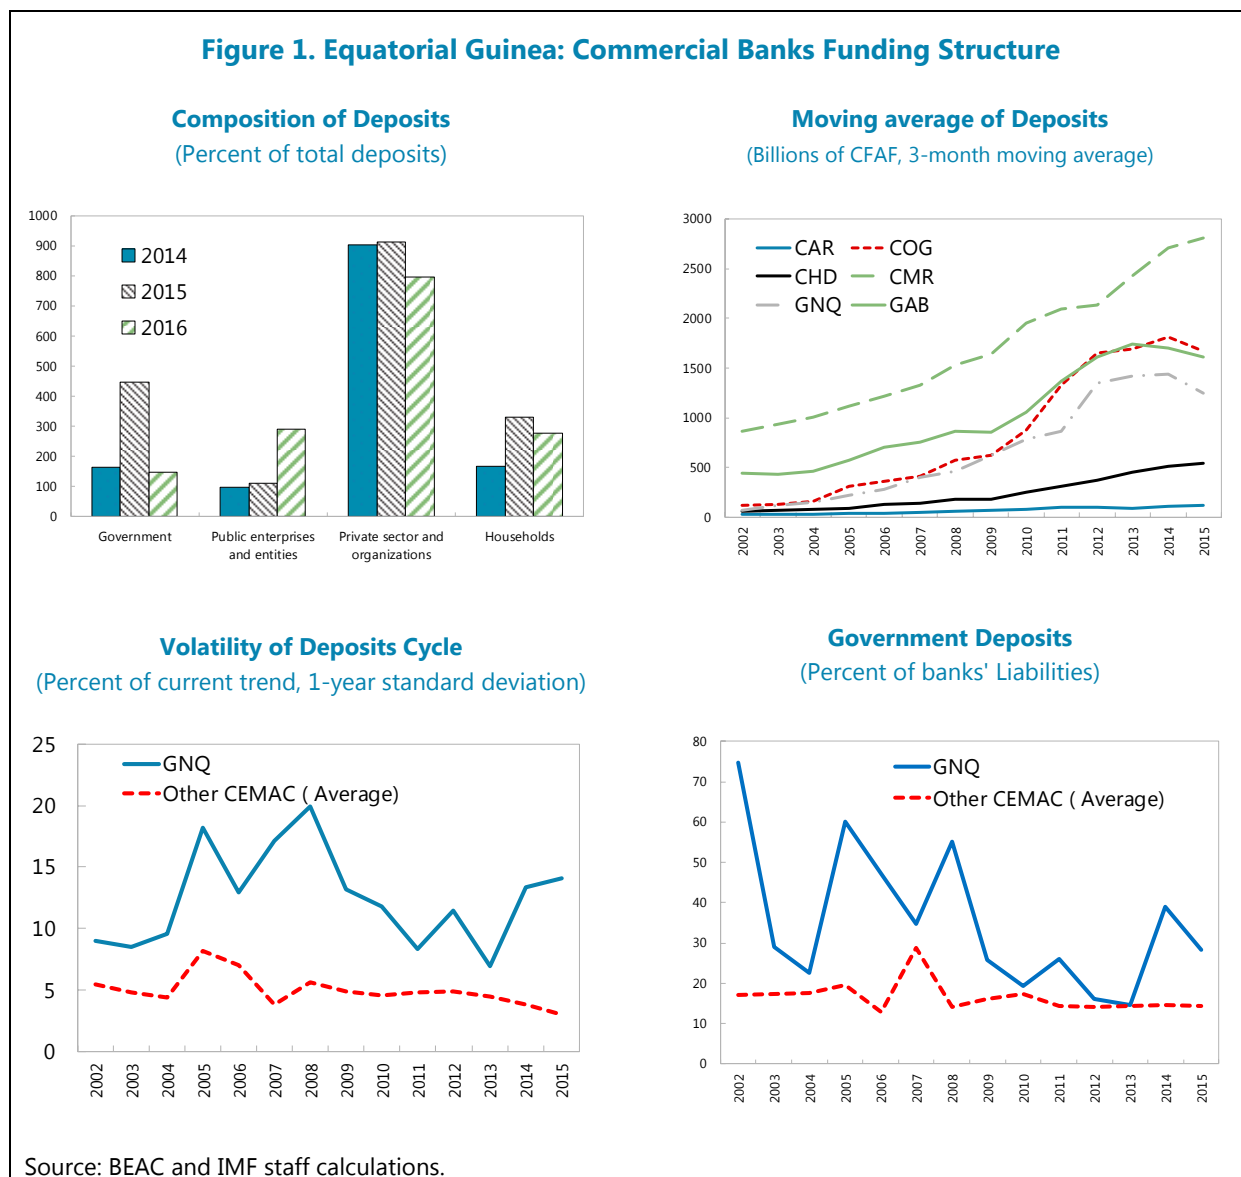 Figure 1. Equatorial Guinea: Commercial Banks Funding Structure
Composition of Deposits
(Percent of total deposits)
1000
900
800
700
600
500
400
300
200
100
0
2014
2015
2016
Government
Public enterprises
and entities
Private sector and
organizations
Households
Moving average of Deposits
(Billions of CFAF, 3-month moving average)
3000
2500
2000
1500
1000
500
0
CAR COG
CHD CMR
GNQ GAB
2002 2003 2004 2005 2006 2007 2008 2009 2010 2011 2012 2013 2014 2015
Volatility of Deposits Cycle
(Percent of current trend, 1-year standard deviation)
25
20
15
10
5
0
GNQ
Other CEMAC ( Average)
2002 2003 2004 2005 2006 2007 2008 2009 2010 2011 2012 2013 2014 2015
Government Deposits
(Percent of banks' Liabilities)
80
70
60
50
40
30
20
10
0
GNQ
Other CEMAC ( Average)
2002 2003 2004 2005 2006 2007 2008 2009 2010 2011 2012 2013 2014 2015
Source: BEAC and IMF staff calculations.